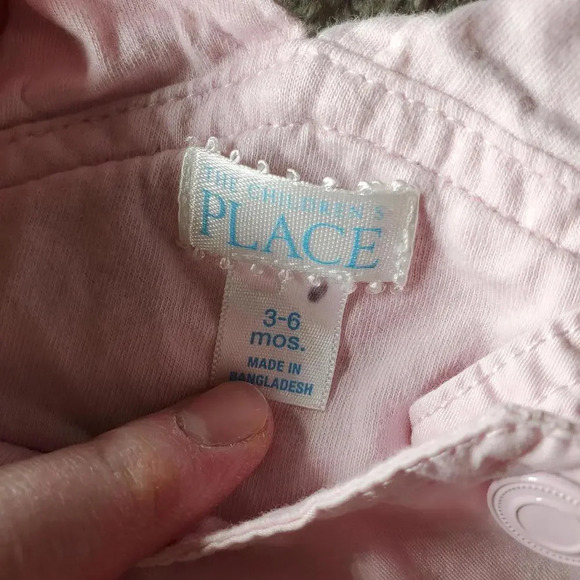 THE CHILDREN'S
PLACE
3-6
mos.
MADE IN
BANGLADESH